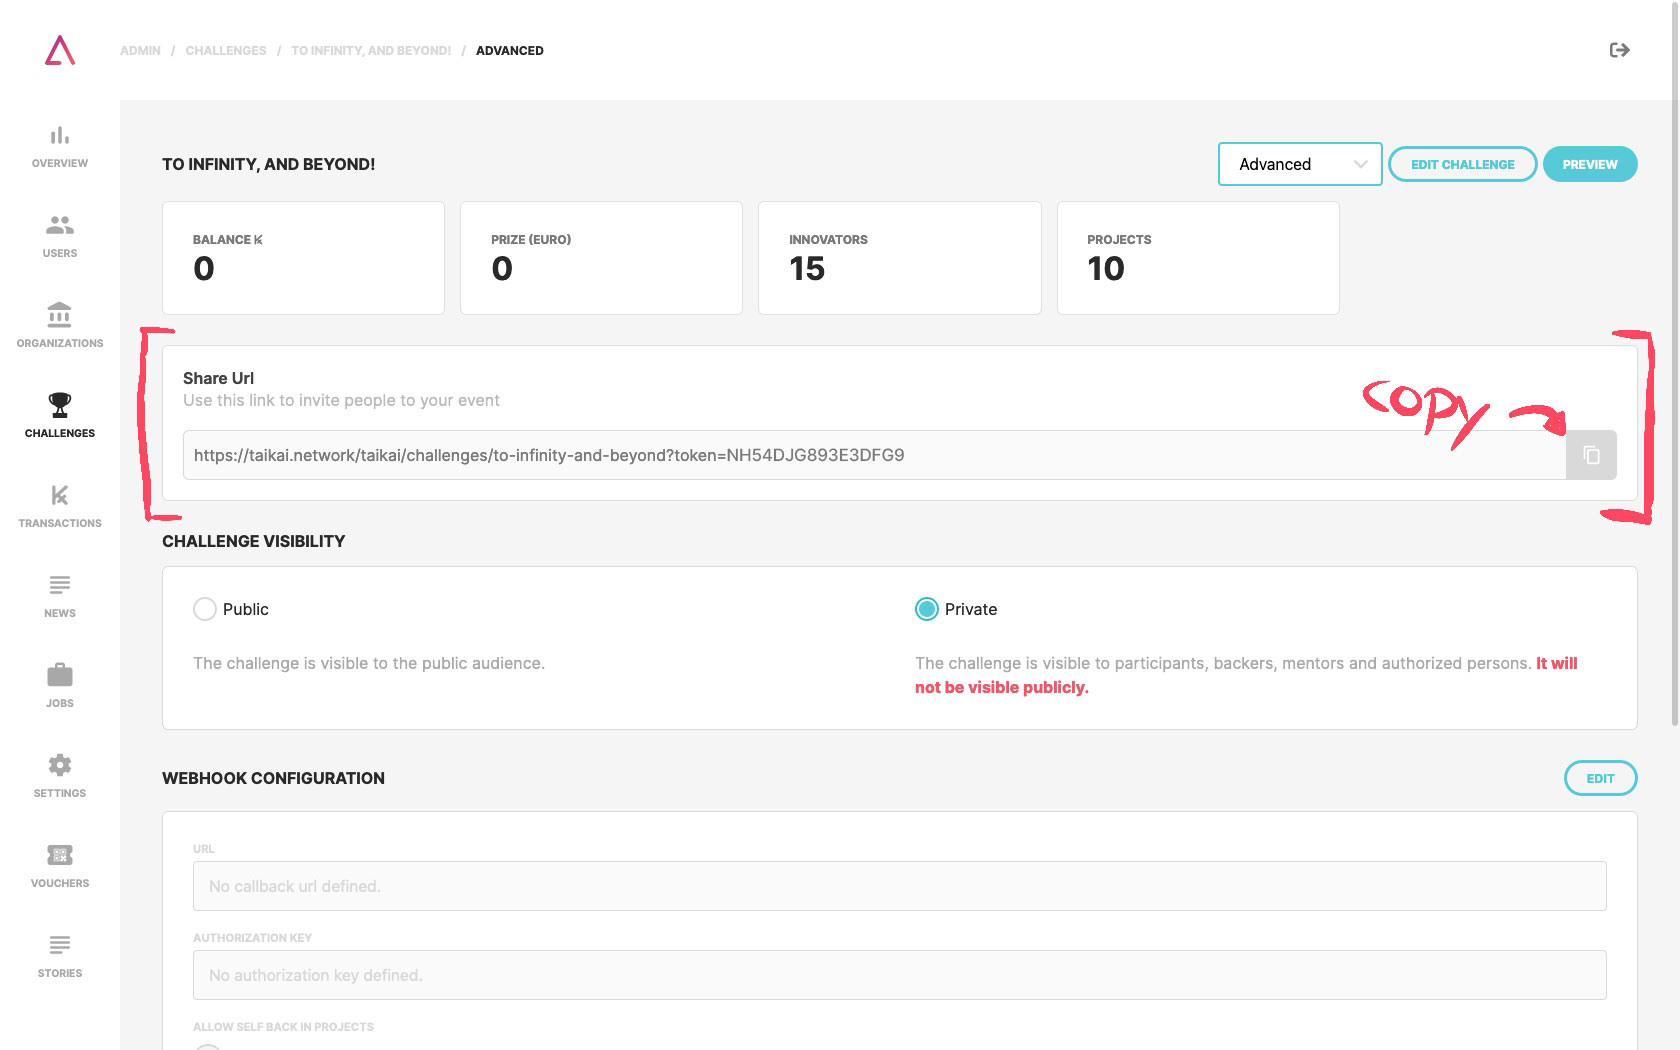 ADMIN / CHALLENGES / TO INFINITY, AND BEYOND! / ADVANCED
OVERVIEW
USERS
ORGANIZATIONS
CHALLENGES
TRANSACTIONS
NEWS
JOBS
SETTINGS
VOUCHERS
STORIES
TO INFINITY, AND BEYOND!
Advanced
EDIT CHALLENGE
PREVIEW
BALANCE K
0
PRIZE (EURO)
0
INNOVATORS
15
PROJECTS
10
Share Url
Use this link to invite people to your event
COPY
https://taikai.network/taikai/challenges/to-infinity-and-beyond?token=NH54DJG893E3DFG9
CHALLENGE VISIBILITY
Public
The challenge is visible to the public audience.
Private
The challenge is visible to participants, backers, mentors and authorized persons. It will
not be visible publicly.
WEBHOOK CONFIGURATION
EDIT
URL
No callback url defined.
AUTHORIZATION KEY
No authorization key defined.
ALLOW SELF BACK IN PROJECTS